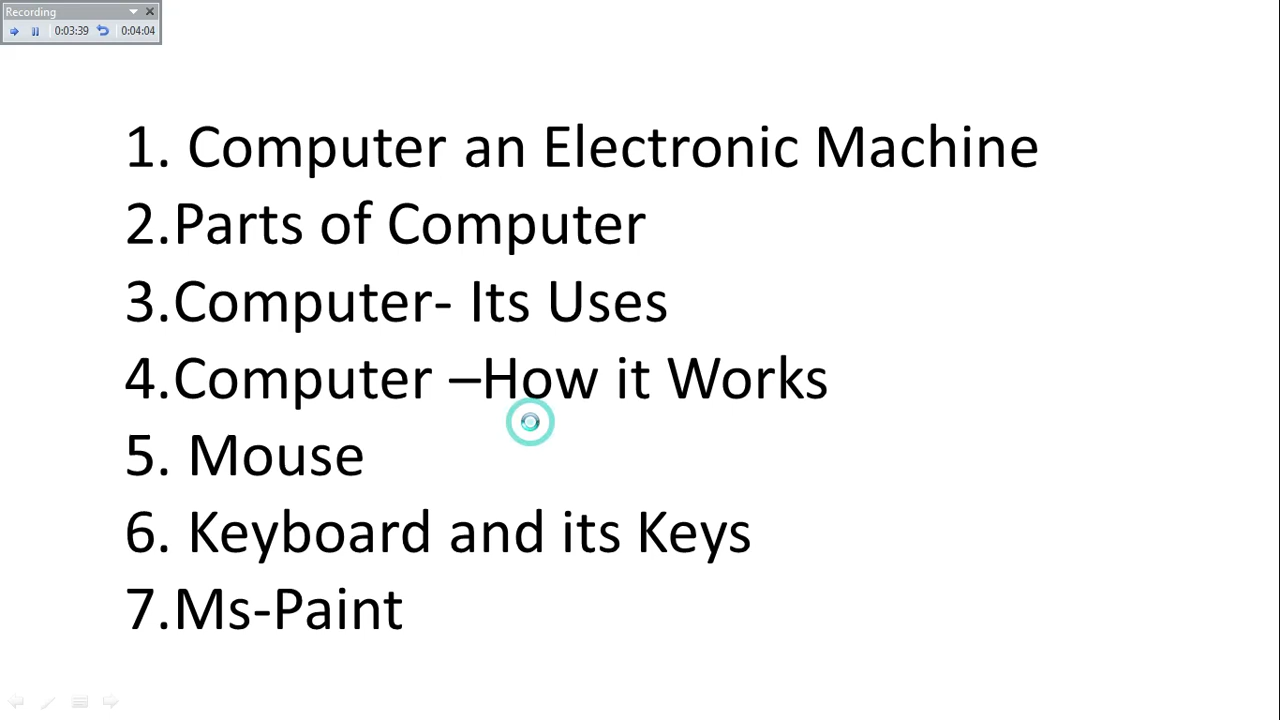 Recording
0:03:39 0:04:04
1. Computer an Electronic Machine
2.Parts of Computer
3.Computer- Its Uses
4.Computer –How it Works
5. Mouse
6. Keyboard and its Keys
7.Ms-Paint